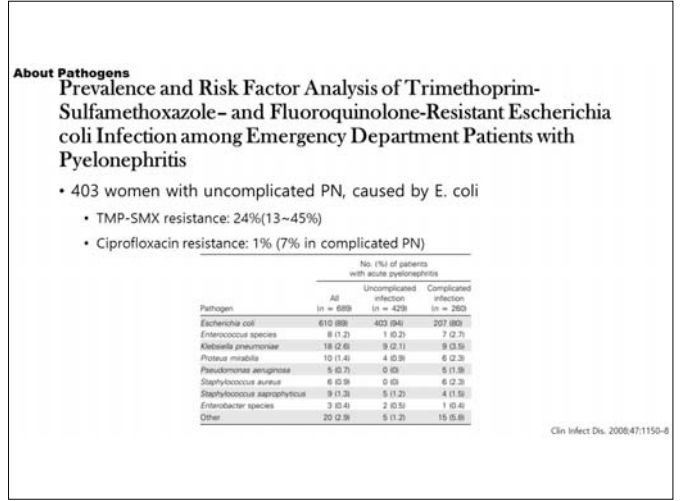 About Pathogens
Prevalence and Risk Factor Analysis of Trimethoprim-
Sulfamethoxazole– and Fluoroquinolone-Resistant Escherichia
coli Infection among Emergency Department Patients with
Pyelonephritis
• 403 women with uncomplicated PN, caused by E. coli
• TMP-SMX resistance: 24%(13~45%)
• Ciprofloxacin resistance: 1% (7% in complicated PN)
No. (%) of patients
with acute pyelonephritis
Uncomplicated Complicated
All infection infection
Pathogen (n = 689) (n = 429) (n = 260)
Escherichia coli 610 (89) 403 (94) 207 (80)
Enterococcus species 8 (1.2) 1 (0.2) 7 (2.7)
Klebsiella pneumoniae 18 (2.6) 9 (2.1) 9 (3.5)
Proteus mirabilis 10 (1.4) 4 (0.9) 6 (2.3)
Pseudomonas aeruginosa 5 (0.7) 0 (0) 5 (1.9)
Staphylococcus aureus 6 (0.9) 0 (0) 6 (2.3)
Staphylococcus saprophyticus 9 (1.3) 5 (1.2) 4 (1.5)
Enterobacter species 3 (0.4) 2 (0.5) 1 (0.4)
Other 20 (2.9) 5 (1.2) 15 (5.8)
Clin Infect Dis. 2008;47:1150–8